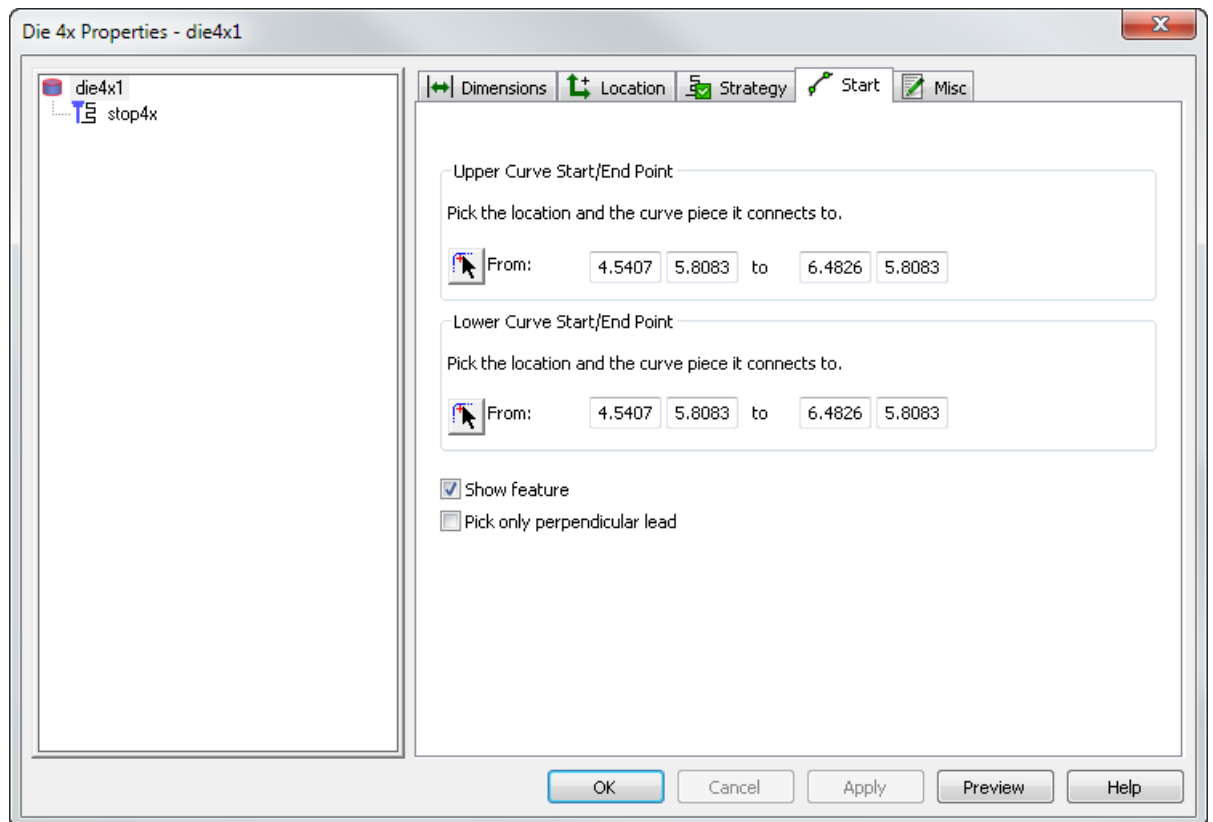 Die 4x Properties - die4x1
die4x1
stop4x
Dimensions Location Strategy Start Misc
Upper Curve Start/End Point
Pick the location and the curve piece it connects to.
From: 4.5407 5.8083 to 6.4826 5.8083
Lower Curve Start/End Point
Pick the location and the curve piece it connects to.
From: 4.5407 5.8083 to 6.4826 5.8083
Show feature
Pick only perpendicular lead
OK Cancel Apply Preview Help